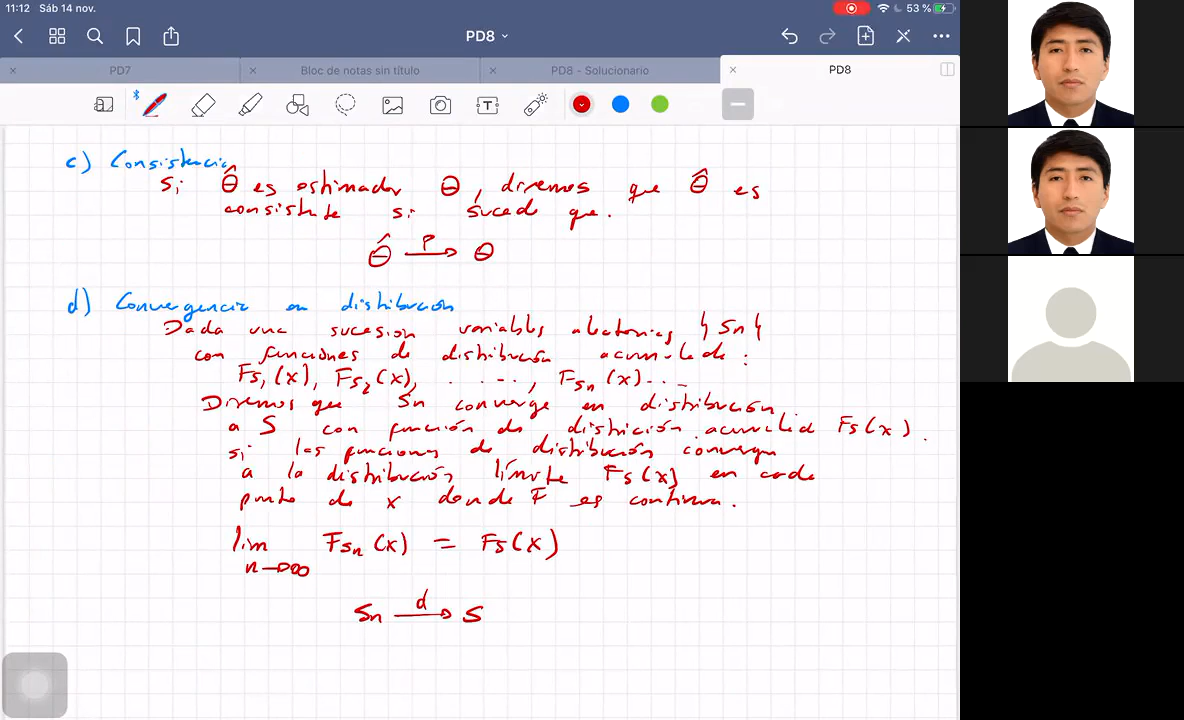 11:12 Sáb 14 nov.
53 %
PD8
PD7
Bloc de notas sin título
PD8 - Solucionario
PD8
c) Consistencia
Si θ̂ es estimador θ, diremos que θ̂ es
consistente si sucede que.
θ̂ —p→ θ
d) Convergencia en distribución
Dada una sucesion variables aleatorias {Sn}
con funciones de distribución acumulada:
Fs₁(x), Fs₂(x), . . . ., Fsn(x)...
Diremos que Sn converge en distribución
a S con función de distribución acumulada Fs(x).
si las funciones de distribución convergen
a la distribución límite Fs(x) en cada
punto de x donde F es continua.
lim Fsn(x) = Fs(x)
n→∞
Sn —d→ S